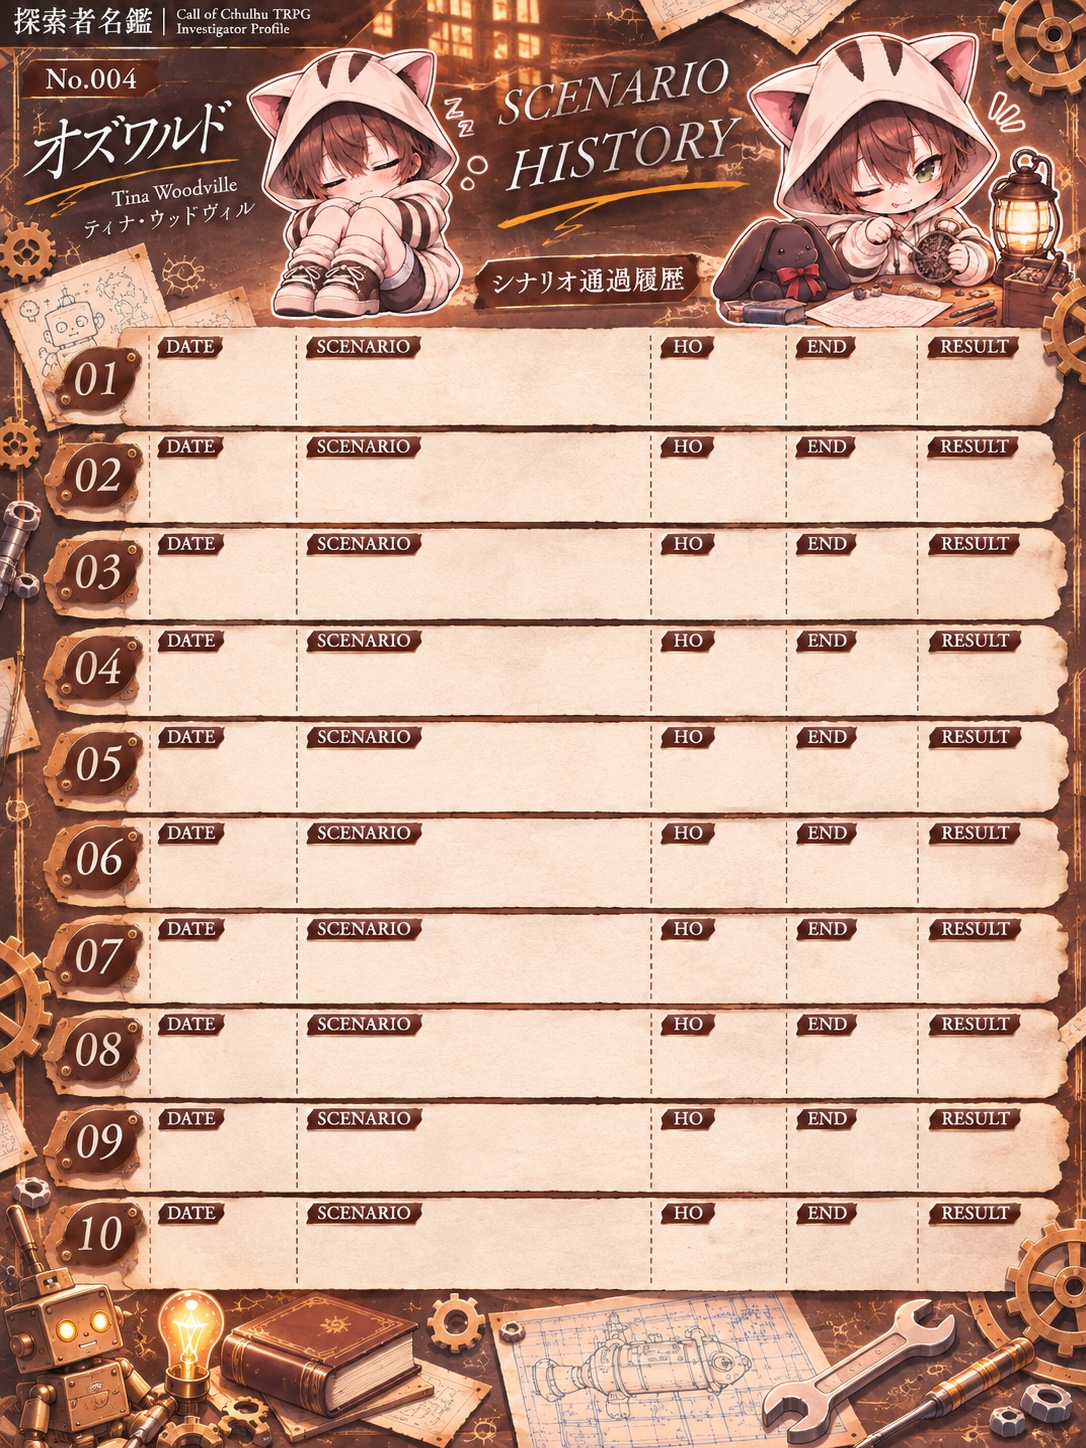 探索者名鑑
Call of Cthulhu TRPG
Investigator Profile
No.004
オズワルド
Tina Woodville
ティナ・ウッドヴィル
Z
Z
Z
SCENARIO
HISTORY
シナリオ通過履歴
01 DATE SCENARIO HO END RESULT
02 DATE SCENARIO HO END RESULT
03 DATE SCENARIO HO END RESULT
04 DATE SCENARIO HO END RESULT
05 DATE SCENARIO HO END RESULT
06 DATE SCENARIO HO END RESULT
07 DATE SCENARIO HO END RESULT
08 DATE SCENARIO HO END RESULT
09 DATE SCENARIO HO END RESULT
10 DATE SCENARIO HO END RESULT